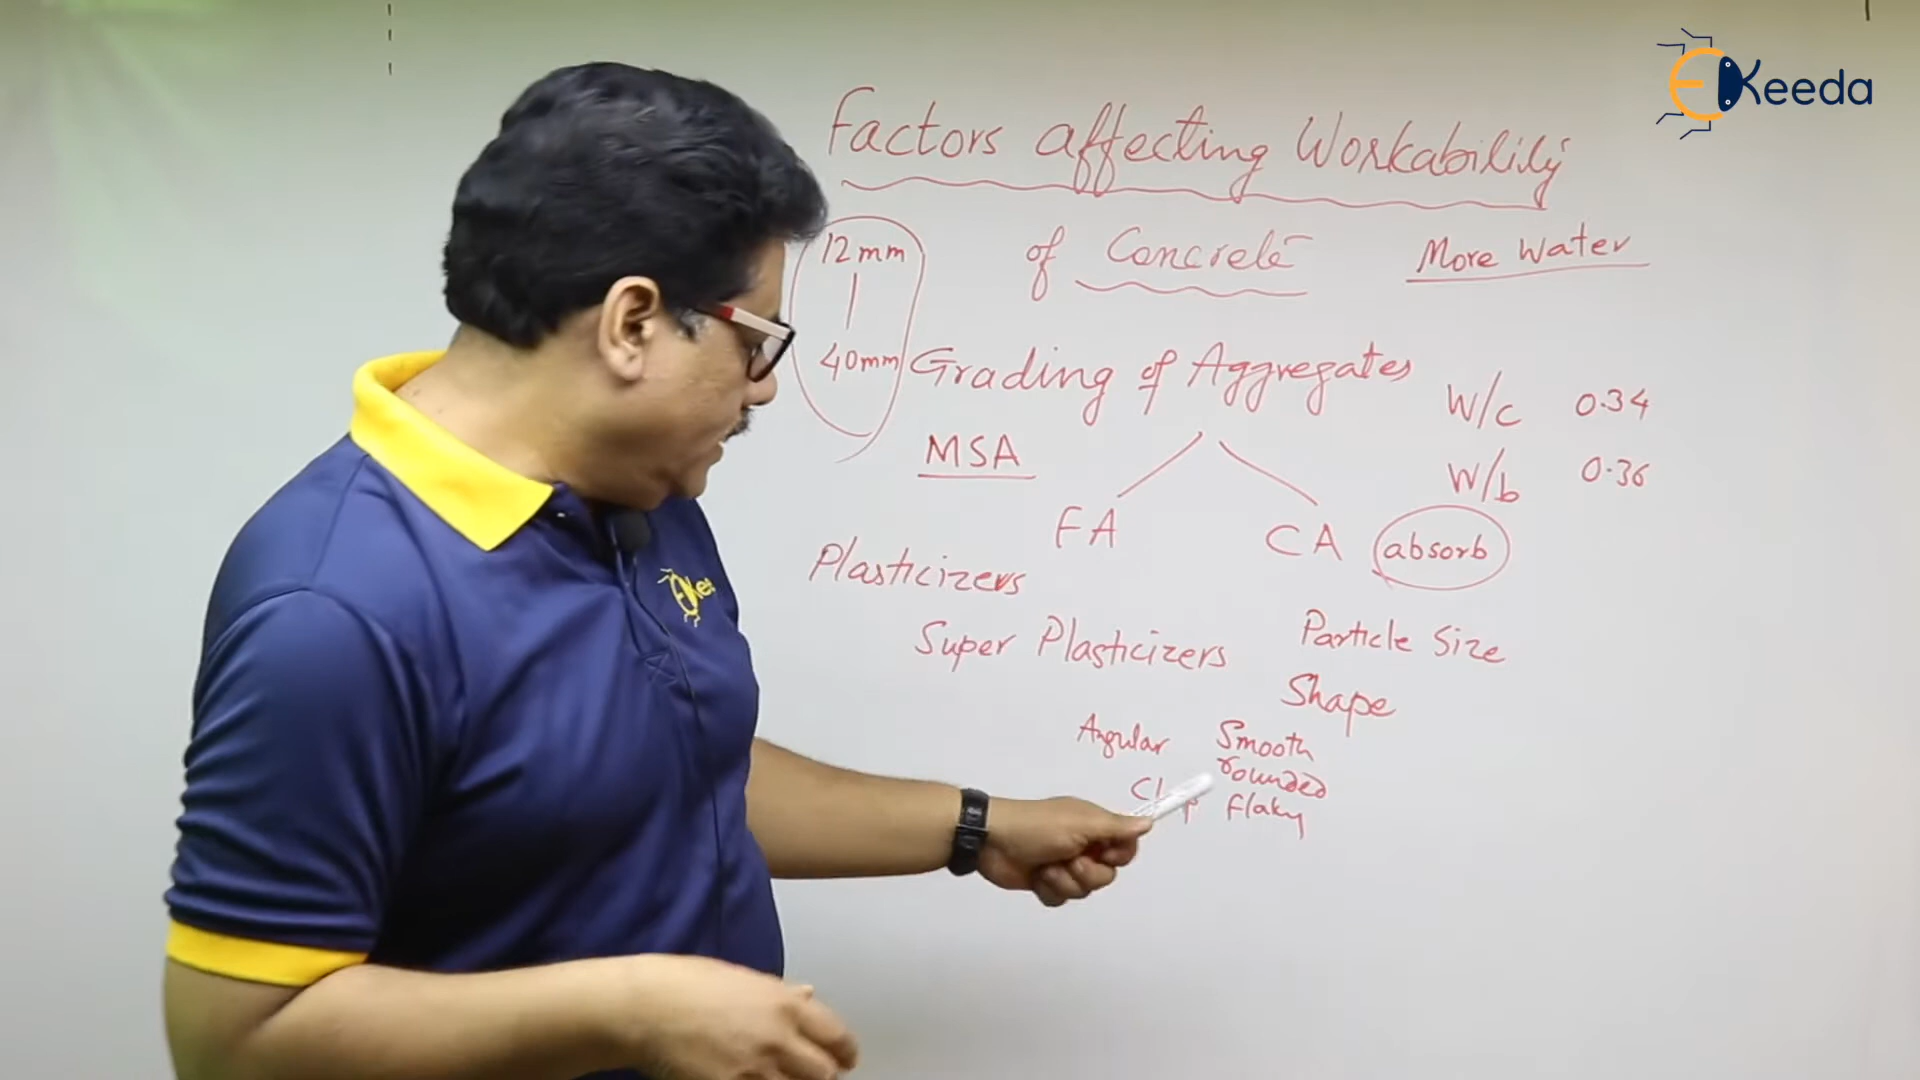 EKeeda
Factors affecting Workability
of Concrete
More Water
12mm
40mm
Grading of Aggregates
W/c 0.34
MSA
W/b 0.36
FA
CA
absorb
Plasticizers
Super Plasticizers
Particle Size
Shape
Angular
Smooth
rounded
flaky